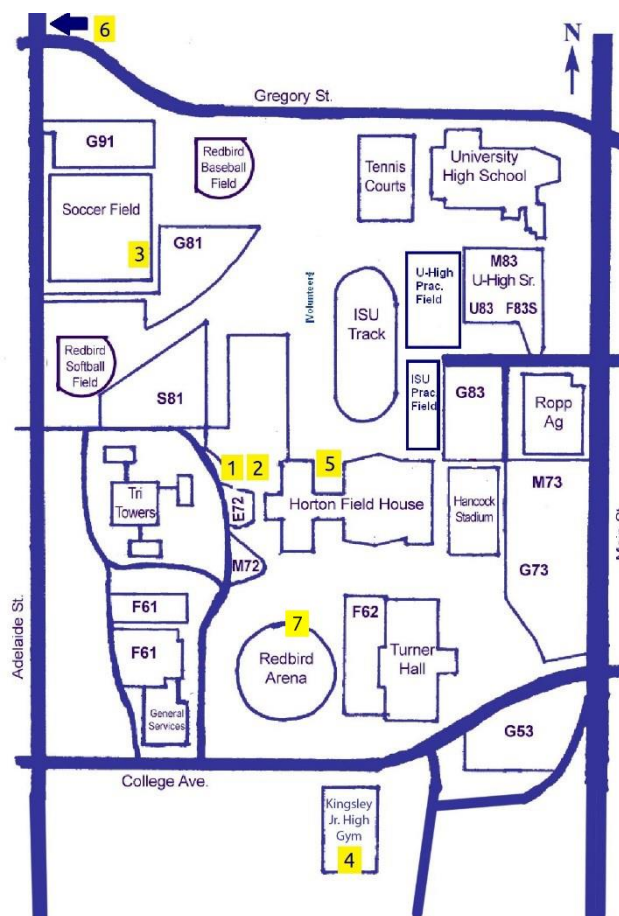 6
N
Gregory St.
G91
Redbird
Baseball
Field
Tennis
Courts
University
High School
Soccer Field
3
G81
M83
U-High Sr.
U83 F83S
U-High
Prac.
Field
Volunteer
ISU
Track
Redbird
Softball
Field
S81
ISU
Prac.
Field
G83
Ropp
Ag
1 2
5
E72
Horton Field House
Hancock
Stadium
M73
Tri
Towers
M72
G73
Main St.
Adelaide St.
F61
F61
General
Services
7
Redbird
Arena
F62
Turner
Hall
G53
College Ave.
Kingsley
Jr. High
Gym
4